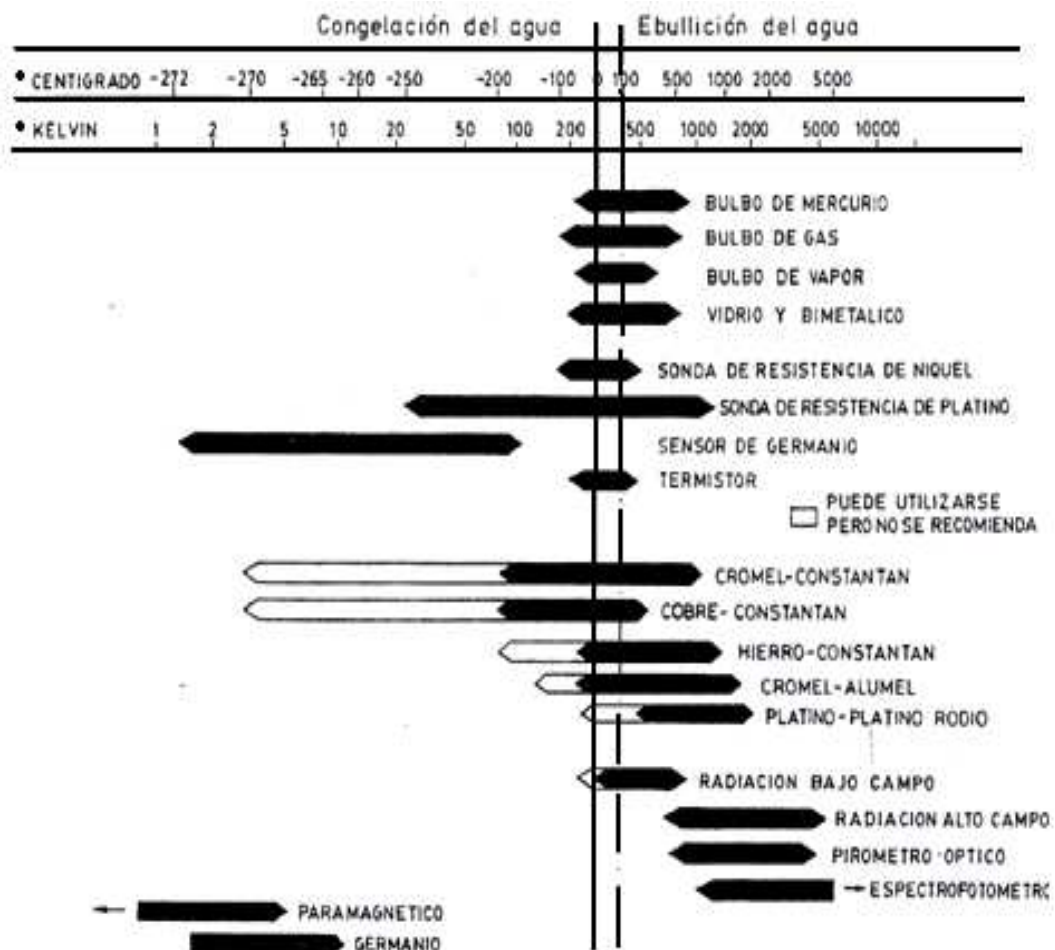 Congelación del agua Ebullición del agua
• CENTIGRADO -272 -270 -265 -260 -250 -200 -100 0 100 500 1000 2000 5000
• KELVIN 1 2 5 10 20 50 100 200 500 1000 2000 5000 10000
BULBO DE MERCURIO
BULBO DE GAS
BULBO DE VAPOR
VIDRIO Y BIMETALICO
SONDA DE RESISTENCIA DE NIQUEL
SONDA DE RESISTENCIA DE PLATINO
SENSOR DE GERMANIO
TERMISTOR
PUEDE UTILIZARSE
PERO NO SE RECOMIENDA
CROMEL-CONSTANTAN
COBRE-CONSTANTAN
HIERRO-CONSTANTAN
CROMEL-ALUMEL
PLATINO-PLATINO RODIO
RADIACION BAJO CAMPO
RADIACION ALTO CAMPO
PIROMETRO OPTICO
ESPECTROFOTOMETRO
PARAMAGNETICO
GERMANIO